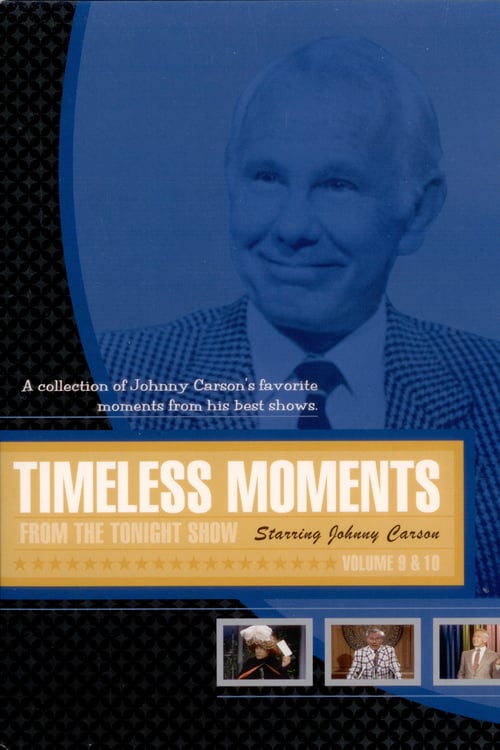 A collection of Johnny Carson's favorite
moments from his best shows.
TIMELESS MOMENTS
FROM THE TONIGHT SHOW Starring Johnny Carson
VOLUME 9 & 10